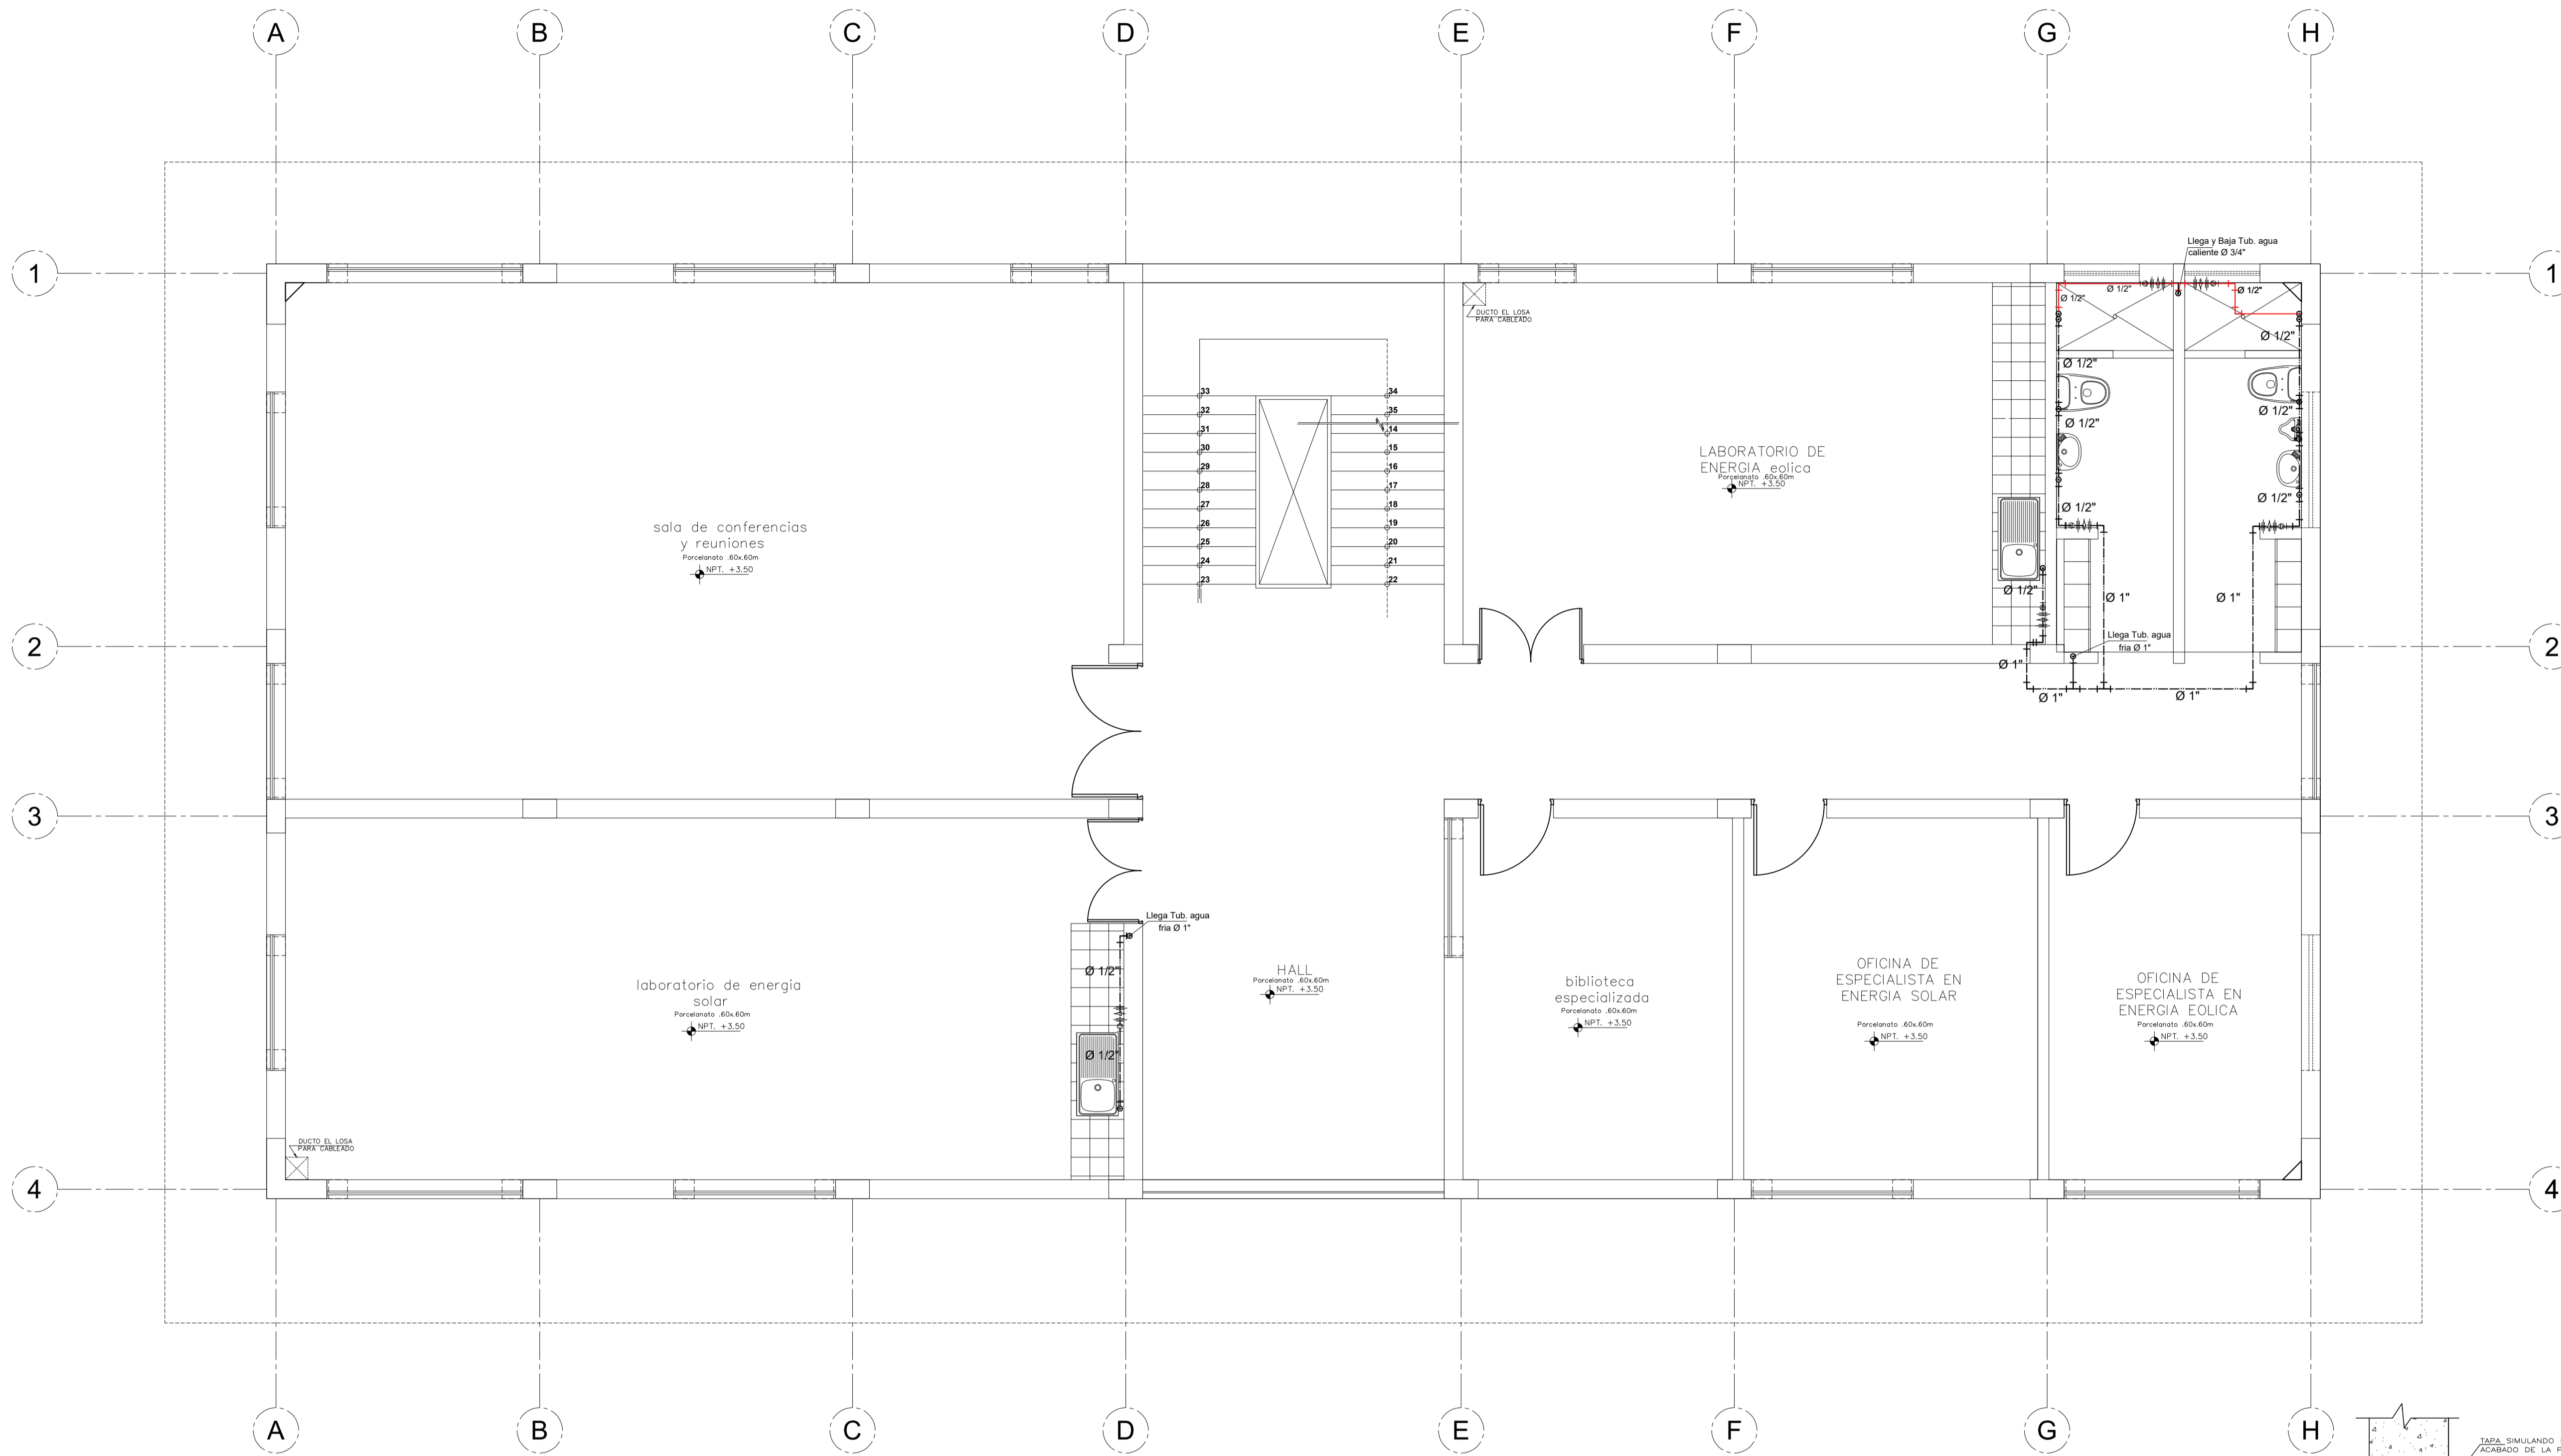 A
B
C
D
E
F
G
H
Llega y Baja Tub. agua
caliente Ø 3/4"
1
1
Ø 1/2"
Ø 1/2"
Ø 1/2"
DUCTO EL LOSA
PARA CABLEADO
Ø 1/2"
Ø 1/2"
33
34
32
35
Ø 1/2"
Ø 1/2"
31
14
30
15
29
16
28
17
27
18
26
19
25
20
24
21
23
22
LABORATORIO DE
ENERGIA eolica
Porcelanato .60x.60m
NPT. +3.50
Ø 1/2"
Ø 1/2"
sala de conferencias
y reuniones
Porcelanato .60x.60m
NPT. +3.50
Ø 1/2"
Ø 1"
Ø 1"
Llega Tub. agua
fria Ø 1"
2
2
Ø 1"
Ø 1"
Ø 1"
3
3
Llega Tub. agua
fria Ø 1"
Ø 1/2"
laboratorio de energia
solar
Porcelanato .60x.60m
NPT. +3.50
HALL
Porcelanato .60x.60m
NPT. +3.50
biblioteca
especializada
Porcelanato .60x.60m
NPT. +3.50
OFICINA DE
ESPECIALISTA EN
ENERGIA SOLAR
Porcelanato .60x.60m
NPT. +3.50
OFICINA DE
ESPECIALISTA EN
ENERGIA EOLICA
Porcelanato .60x.60m
NPT. +3.50
Ø 1/2"
DUCTO EL LOSA
PARA CABLEADO
4
4
A
B
C
D
E
F
G
H
TAPA SIMULANDO
ACABADO DE LA